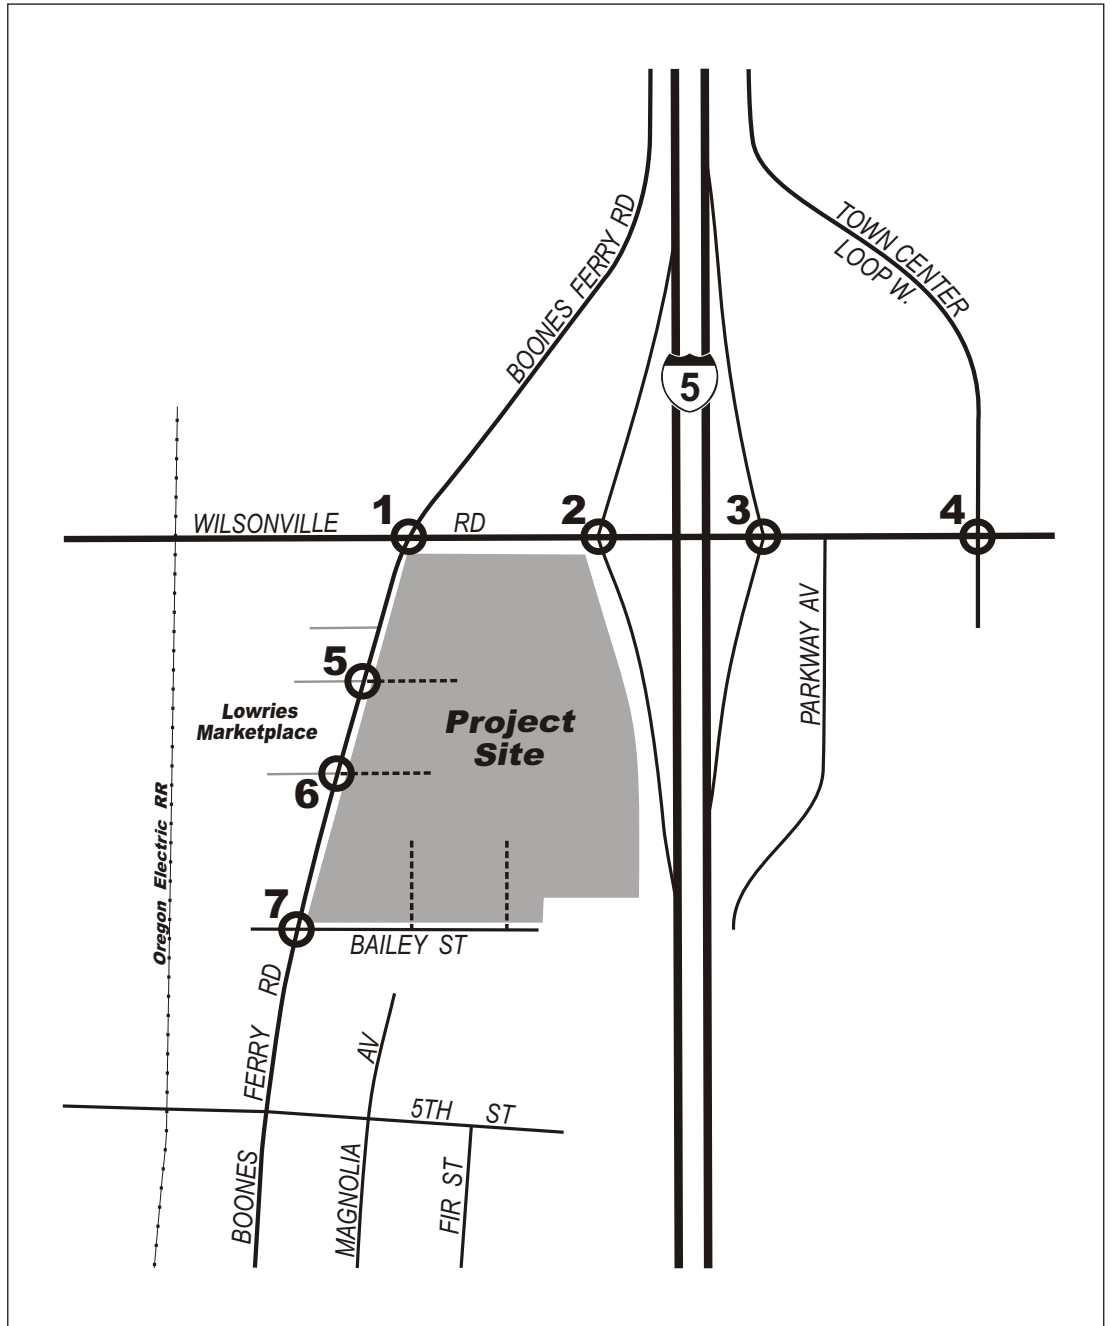 BOONES FERRY RD
TOWN CENTER
LOOP W.
5
WILSONVILLE RD
1
2
3
4
PARKWAY AV
5
Lowries
Marketplace
Project
Site
6
Oregon Electric RR
7
BAILEY ST
BOONES FERRY RD
MAGNOLIA AV
5TH ST
FIR ST